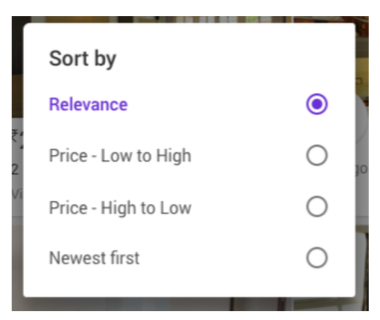 Sort by
Relevance
Price - Low to High
Price - High to Low
Newest first